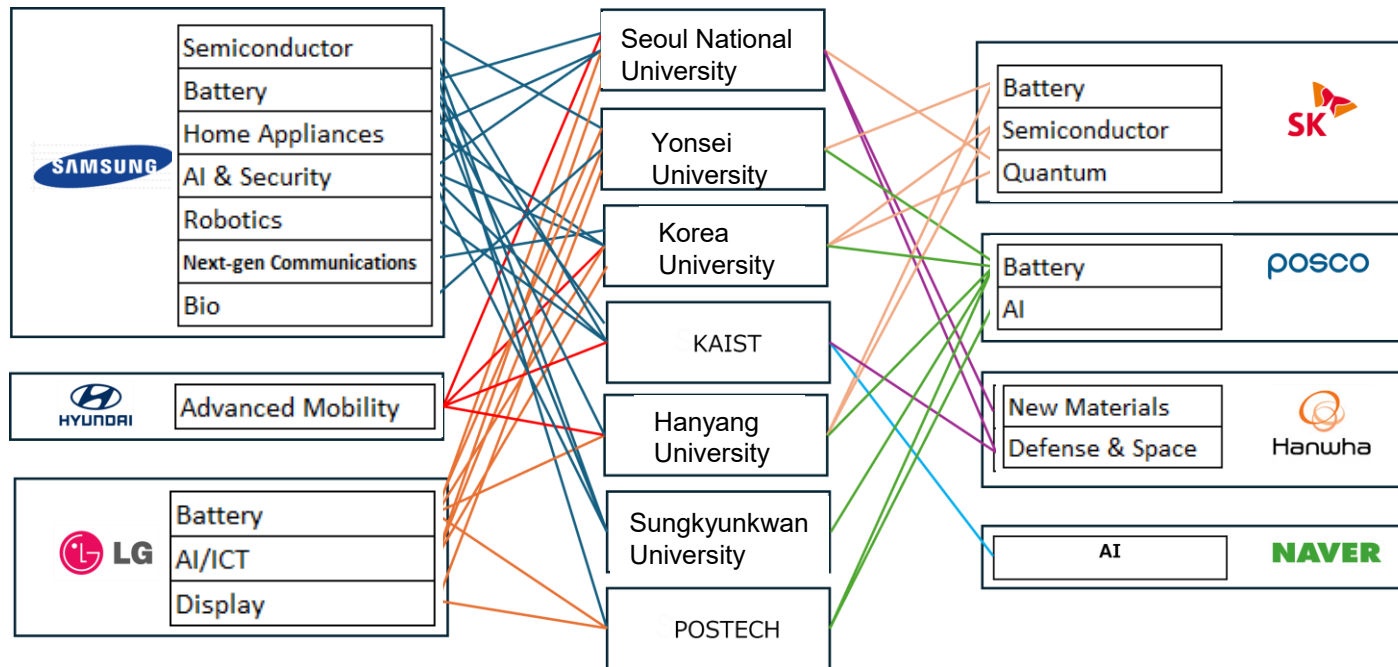 SAMSUNG
Semiconductor
Battery
Home Appliances
AI & Security
Robotics
Next-gen Communications
Bio
HYUNDAI
Advanced Mobility
LG
Battery
AI/ICT
Display
Seoul National
University
Yonsei
University
Korea
University
KAIST
Hanyang
University
Sungkyunkwan
University
POSTECH
Battery
Semiconductor
Quantum
SK
Battery
AI
posco
New Materials
Defense & Space
Hanwha
AI
NAVER